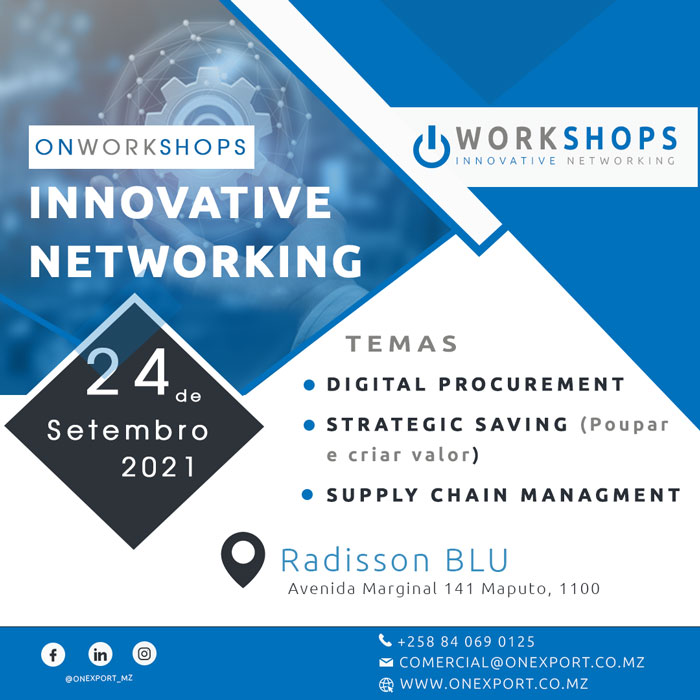 ONWORKSHOPS
INNOVATIVE
NETWORKING
WORKSHOPS
INNOVATIVE NETWORKING
24 de
Setembro
2021
TEMAS
DIGITAL PROCUREMENT
STRATEGIC SAVING (Poupar
e criar valor)
SUPPLY CHAIN MANAGMENT
Radisson BLU
Avenida Marginal 141 Maputo, 1100
@ONEXPORT_MZ
+258 84 069 0125
COMERCIAL@ONEXPORT.CO.MZ
WWW.ONEXPORT.CO.MZ